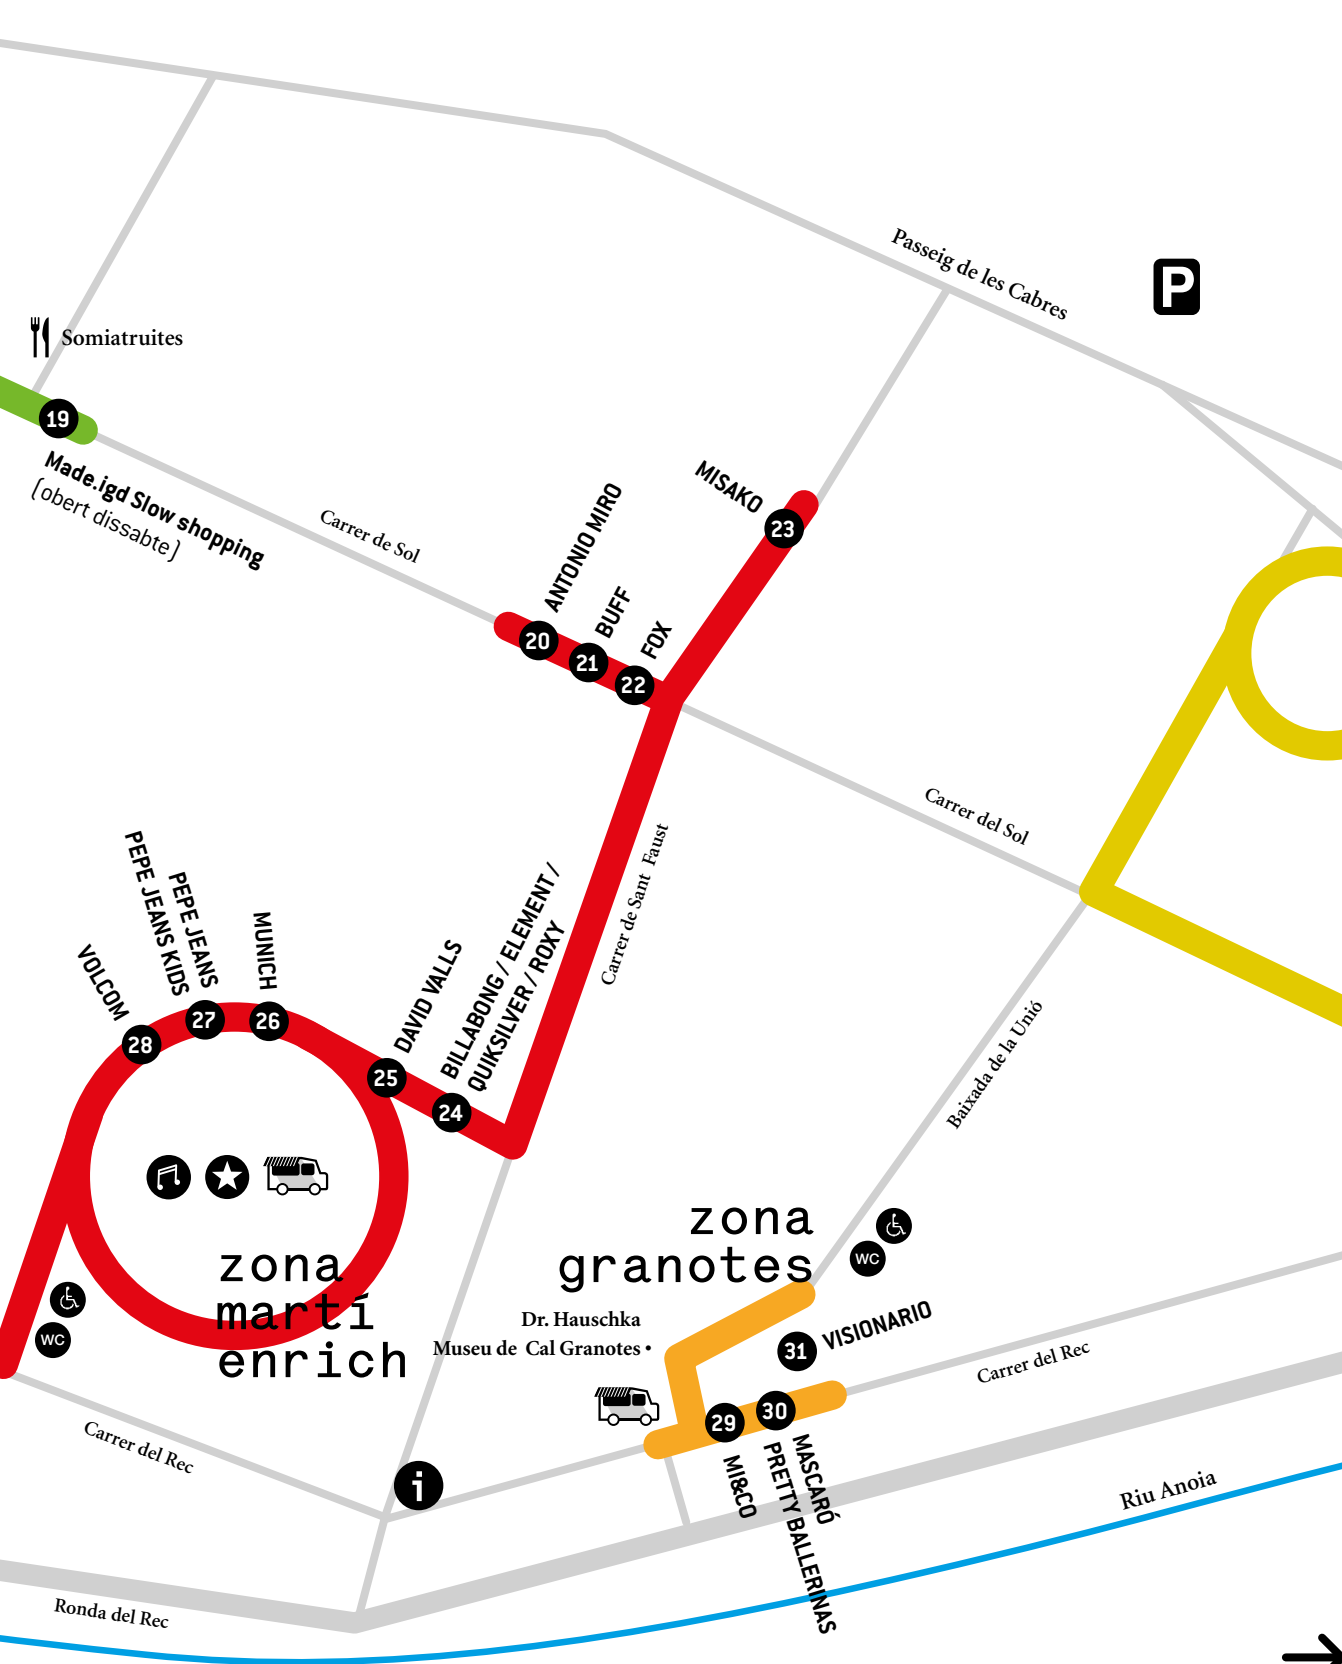 Passeig de les Cabres
P
Somiatruites
19
Made.igd Slow shopping
(obert dissabte)
Carrer de Sol
MISAKO
23
ANTONIO MIRO
20
BUFF
21
FOX
22
Carrer del Sol
Carrer de Sant Faust
PEPE JEANS KIDS
PEPE JEANS
27
MUNICH
26
VOLCOM
28
DAVID VALLS
25
BILLABONG / ELEMENT /
QUIKSILVER / ROXY
24
Baixada de la Unió
zona
martí
enrich
WC
zona
granotes
WC
Dr. Hauschka
Museu de Cal Granotes •
31
VISIONARIO
30
29
MI&CO
MASCARÓ
PRETTY BALLERINAS
Carrer del Rec
Carrer del Rec
i
Riu Anoia
Ronda del Rec